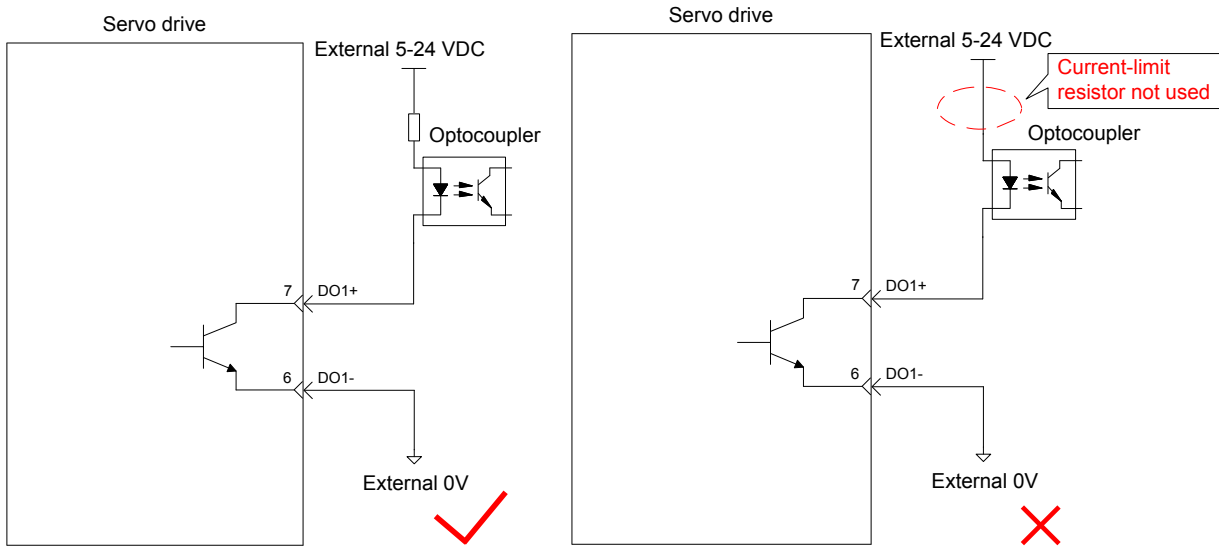 Servo drive
External 5-24 VDC
Optocoupler
7
DO1+
6
DO1-
External 0V
Servo drive
External 5-24 VDC
Current-limit
resistor not used
Optocoupler
7
DO1+
6
DO1-
External 0V